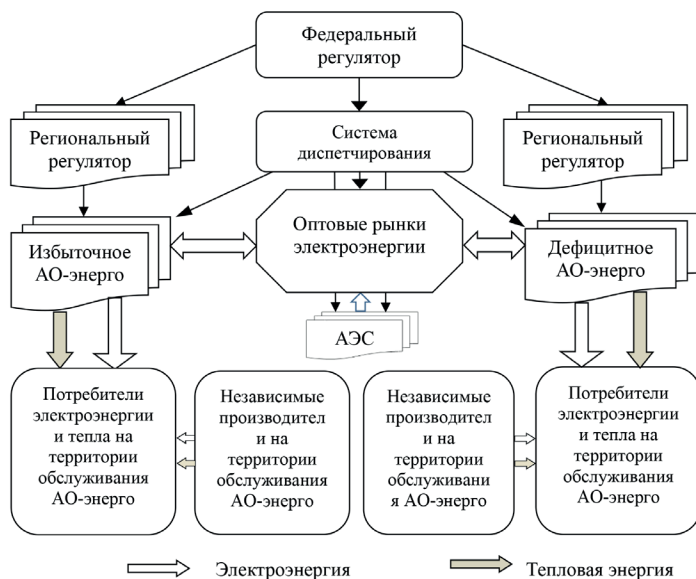 Федеральный
регулятор
Региональный
регулятор
Система
диспетчирования
Региональный
регулятор
Избыточное
АО-энерго
Оптовые рынки
электроэнергии
Дефицитное
АО-энерго
АЭС
Потребители
электроэнергии
и тепла на
территории
обслуживания
АО-энерго
Независимые
производител
и на
территории
обслуживания
АО-энерго
Независимые
производител
и на
территории
обслуживани
я АО-энерго
Потребители
электроэнергии
и тепла на
территории
обслуживания
АО-энерго
Электроэнергия
Тепловая энергия